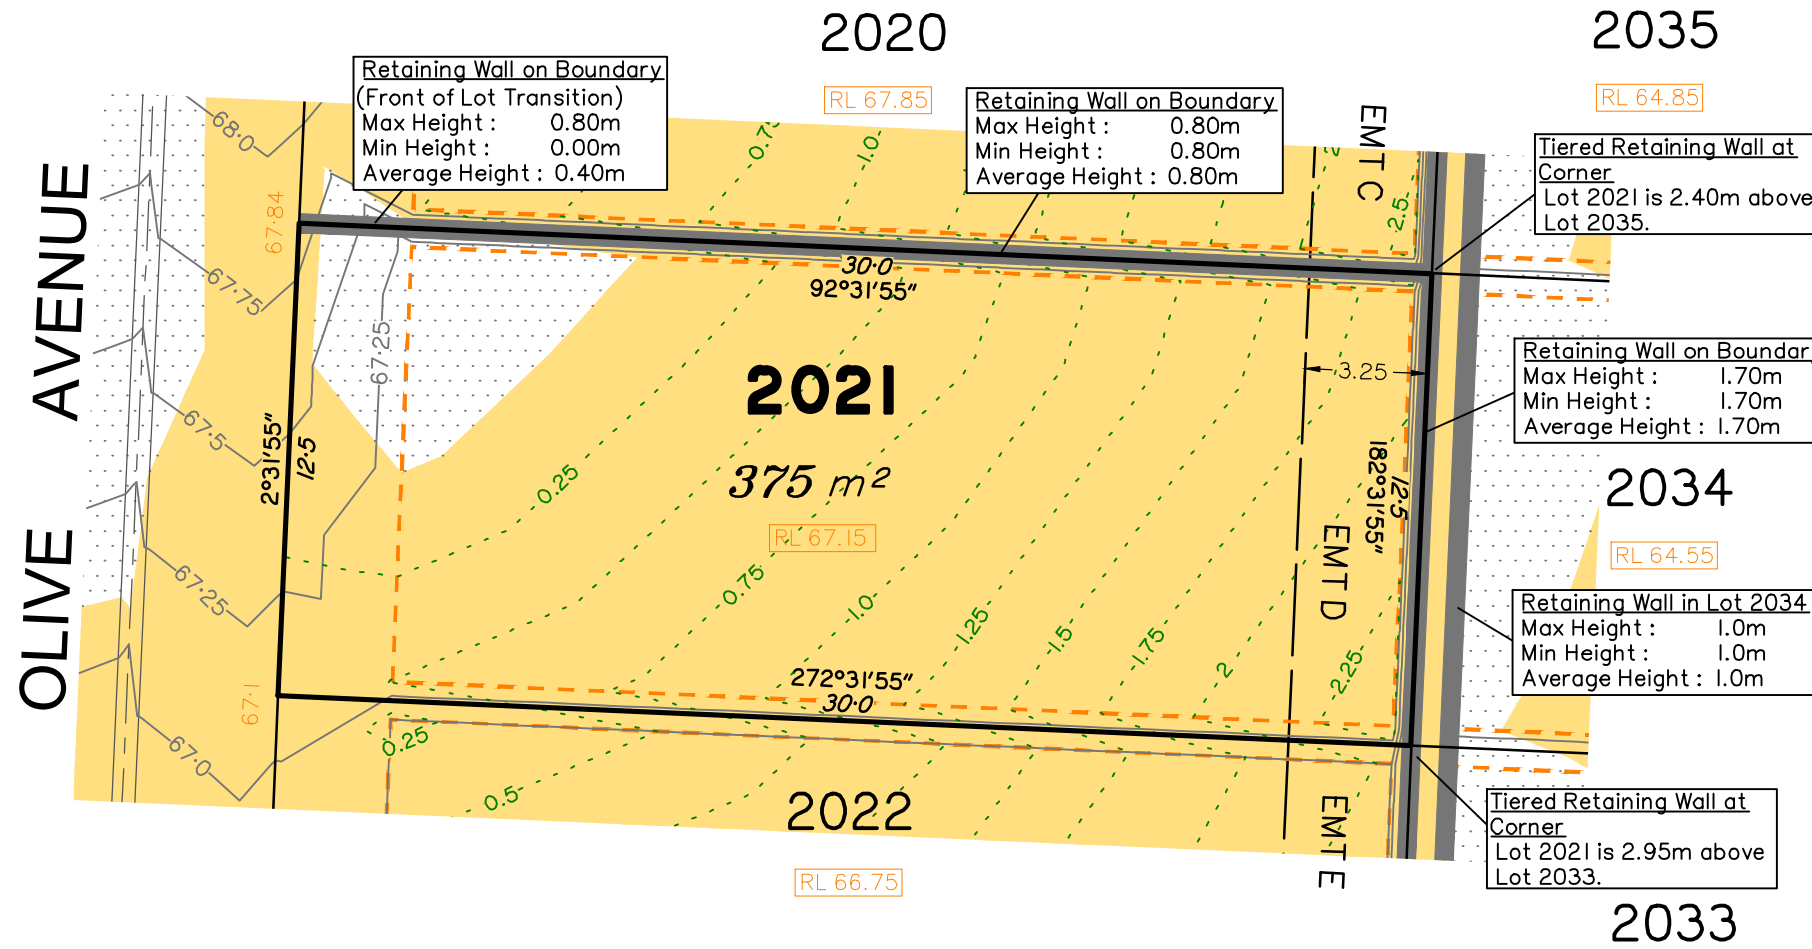 2020
2035
RL 67.85
RL 64.85
Retaining Wall on Boundary
(Front of Lot Transition)
Max Height : 0.80m
Min Height : 0.00m
Average Height : 0.40m
Retaining Wall on Boundary
Max Height : 0.80m
Min Height : 0.80m
Average Height : 0.80m
EMT C
Tiered Retaining Wall at
Corner
Lot 2021 is 2.40m above
Lot 2035.
68·0
0.75
1.0
2.5
67·84
67·75
67·25
67·5
67·25
67·0
67·1
OLIVE AVENUE
30·0
92°31'55"
2021
375 m²
RL 67.15
3.25
2°31'55"
12·5
182°31'55"
12·5
EMT D
Retaining Wall on Boundar
Max Height : 1.70m
Min Height : 1.70m
Average Height : 1.70m
2034
RL 64.55
Retaining Wall in Lot 2034
Max Height : 1.0m
Min Height : 1.0m
Average Height : 1.0m
0.25
0.75
1.0
1.25
1.5
1.75
2
2.25
272°31'55"
30·0
0.25
0.5
2022
RL 66.75
EMT E
Tiered Retaining Wall at
Corner
Lot 2021 is 2.95m above
Lot 2033.
2033